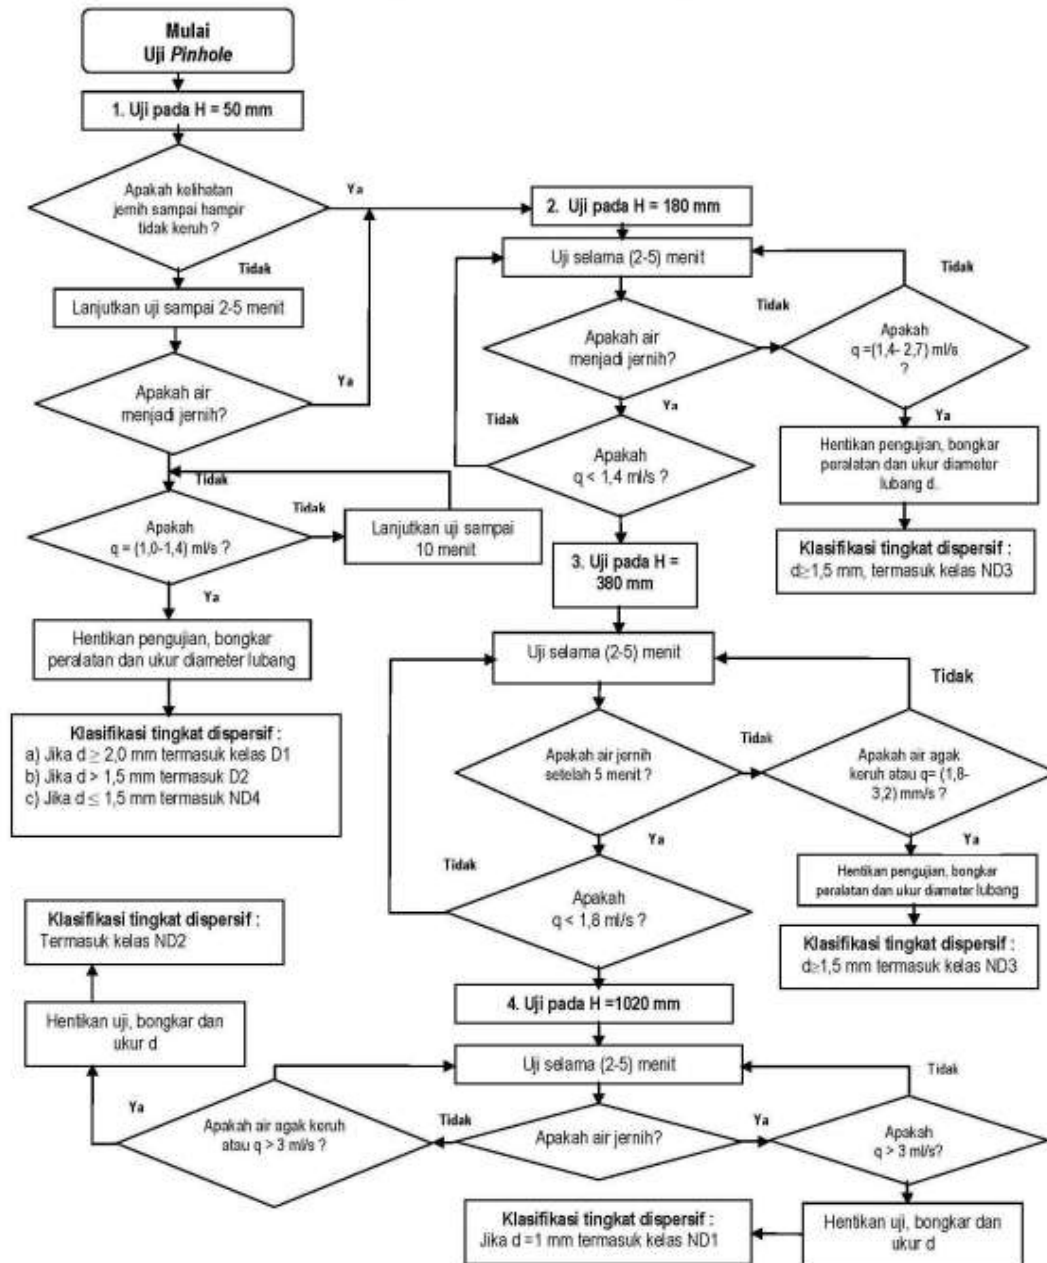 Mulai
Uji Pinhole
1. Uji pada H = 50 mm
Apakah kelihatan
jernih sampai hampir
tidak keruh ?
Ya
Tidak
Lanjutkan uji sampai 2-5 menit
Apakah air
menjadi jernih?
Ya
Tidak
Apakah
q = (1,0-1,4) ml/s ?
Tidak
Lanjutkan uji sampai
10 menit
Ya
Hentikan pengujian, bongkar
peralatan dan ukur diameter lubang
Klasifikasi tingkat dispersif :
a) Jika d ≥ 2,0 mm termasuk kelas D1
b) Jika d > 1,5 mm termasuk D2
c) Jika d ≤ 1,5 mm termasuk ND4
2. Uji pada H = 180 mm
Uji selama (2-5) menit
Tidak
Apakah air
menjadi jernih?
Tidak
Apakah
q =(1,4- 2,7) ml/s
?
Ya
Ya
Tidak
Apakah
q < 1,4 ml/s ?
Hentikan pengujian, bongkar
peralatan dan ukur diameter
lubang d.
Klasifikasi tingkat dispersif :
d≥1,5 mm, termasuk kelas ND3
3. Uji pada H =
380 mm
Uji selama (2-5) menit
Tidak
Apakah air jernih
setelah 5 menit ?
Tidak
Apakah air agak
keruh atau q= (1,8-
3,2) mm/s ?
Ya
Ya
Tidak
Apakah
q < 1,8 ml/s ?
Hentikan pengujian, bongkar
peralatan dan ukur diameter lubang
Klasifikasi tingkat dispersif :
d≥1,5 mm termasuk kelas ND3
4. Uji pada H =1020 mm
Uji selama (2-5) menit
Tidak
Klasifikasi tingkat dispersif :
Termasuk kelas ND2
Hentikan uji, bongkar dan
ukur d
Ya
Apakah air agak keruh
atau q > 3 ml/s ?
Tidak
Apakah air jernih?
Ya
Apakah
q > 3 ml/s?
Klasifikasi tingkat dispersif :
Jika d =1 mm termasuk kelas ND1
Hentikan uji, bongkar dan
ukur d